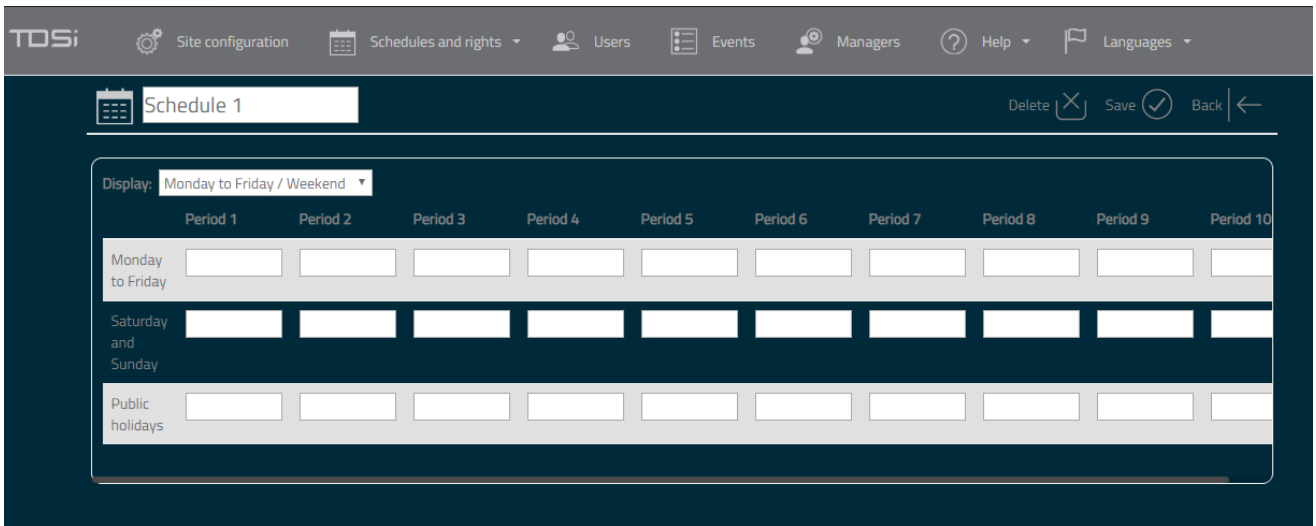 TDSi Site configuration Schedules and rights Users Events Managers ? Help Languages
Schedule 1 Delete Save Back
Display: Monday to Friday / Weekend
Period 1 Period 2 Period 3 Period 4 Period 5 Period 6 Period 7 Period 8 Period 9 Period 10
Monday
to Friday
Saturday
and
Sunday
Public
holidays